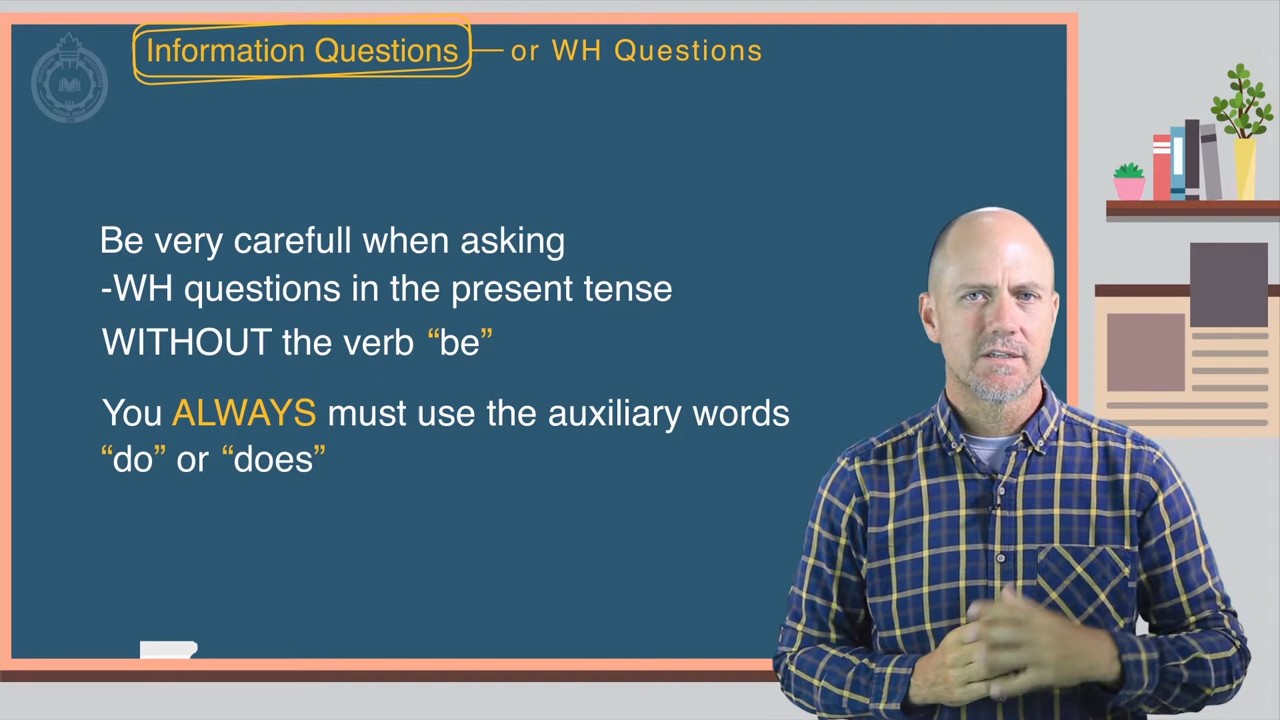 Information Questions — or WH Questions
Be very carefull when asking
-WH questions in the present tense
WITHOUT the verb “be”
You ALWAYS must use the auxiliary words
“do” or “does”